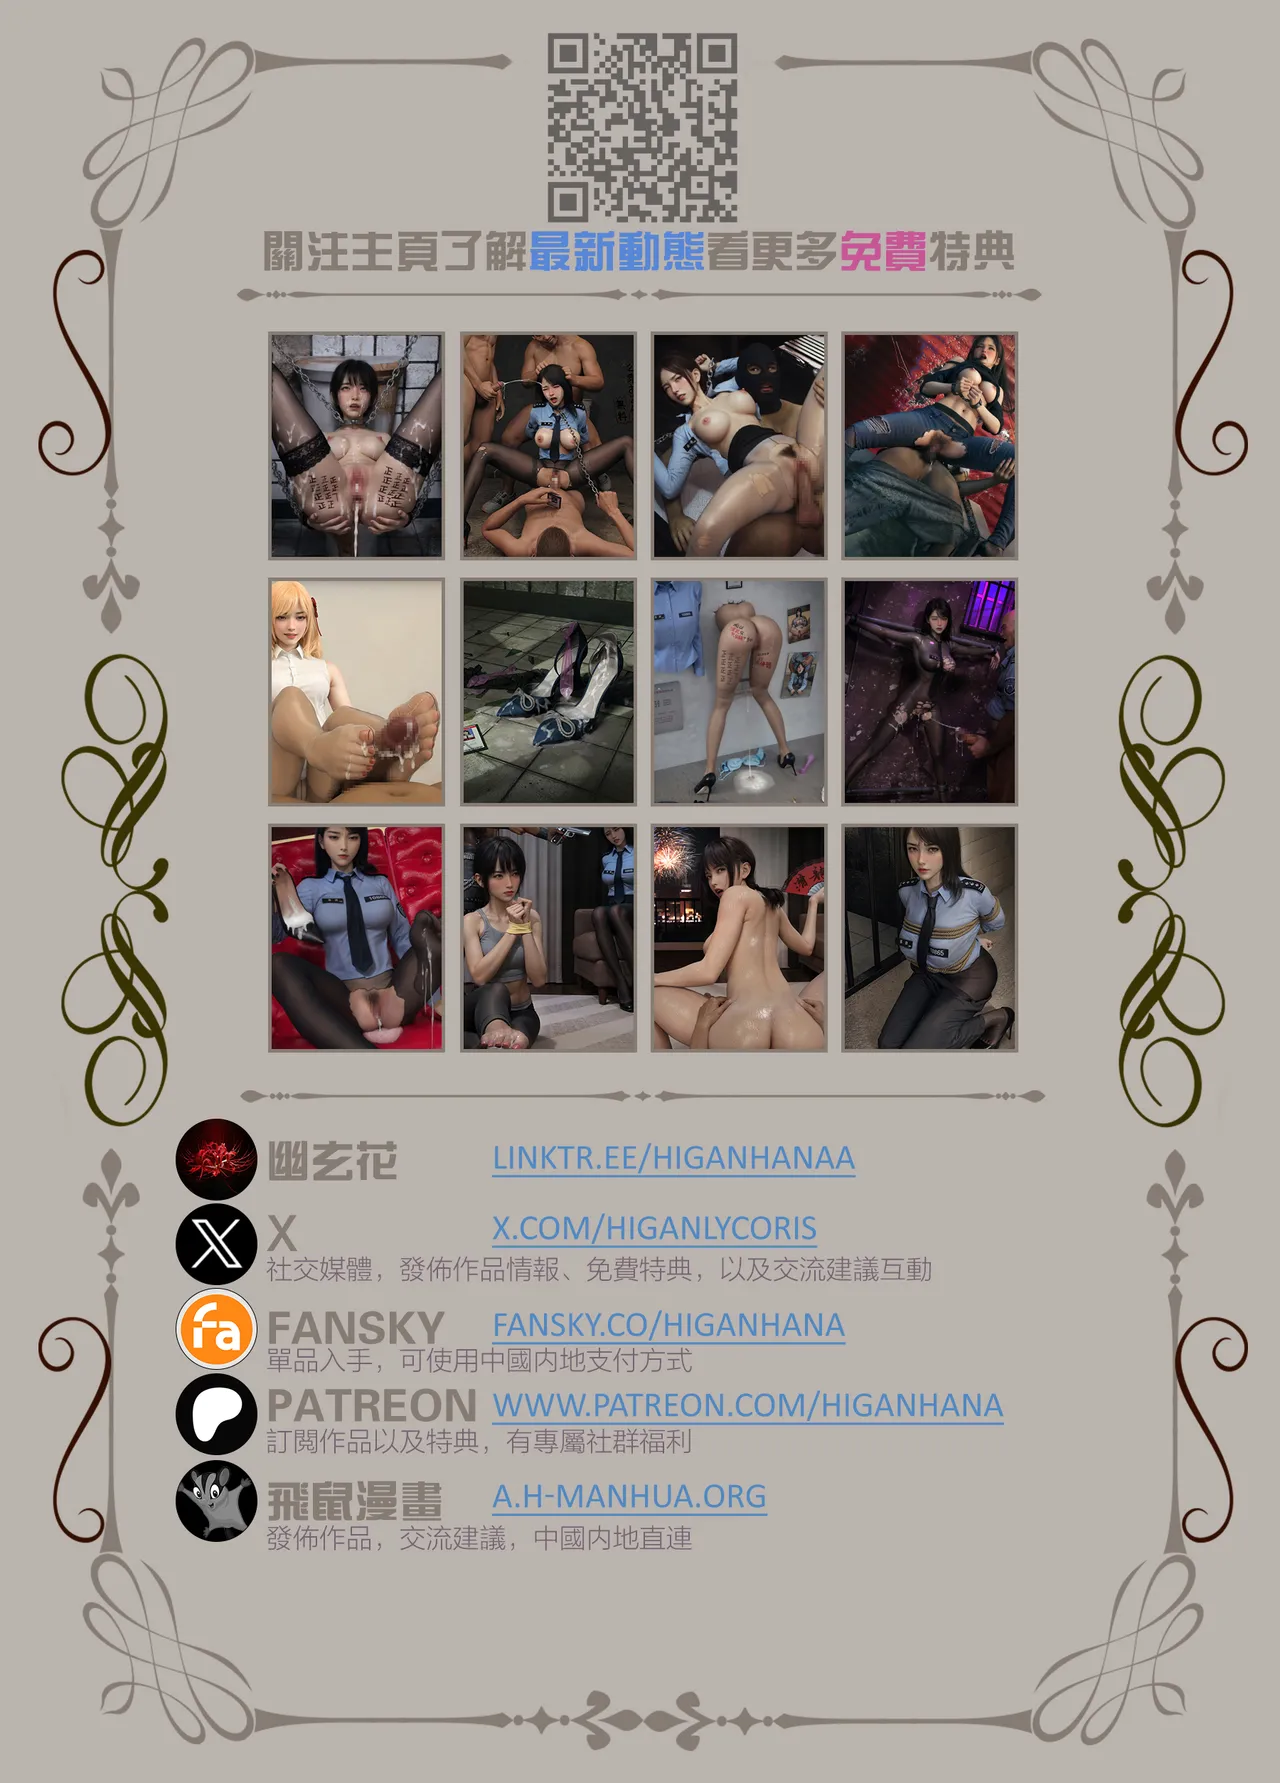 關注主頁了解最新動態看更多免費特典
幽玄花
LINKTR.EE/HIGANHANAA
X
X.COM/HIGANLYCORIS
社交媒體，發佈作品情報、免費特典，以及交流建議互動
FANSKY
FANSKY.CO/HIGANHANA
單品入手，可使用中國內地支付方式
PATREON
WWW.PATREON.COM/HIGANHANA
訂閱作品以及特典，有專屬社群福利
飛鼠漫畫
A.H-MANHUA.ORG
發佈作品，交流建議，中國內地直連